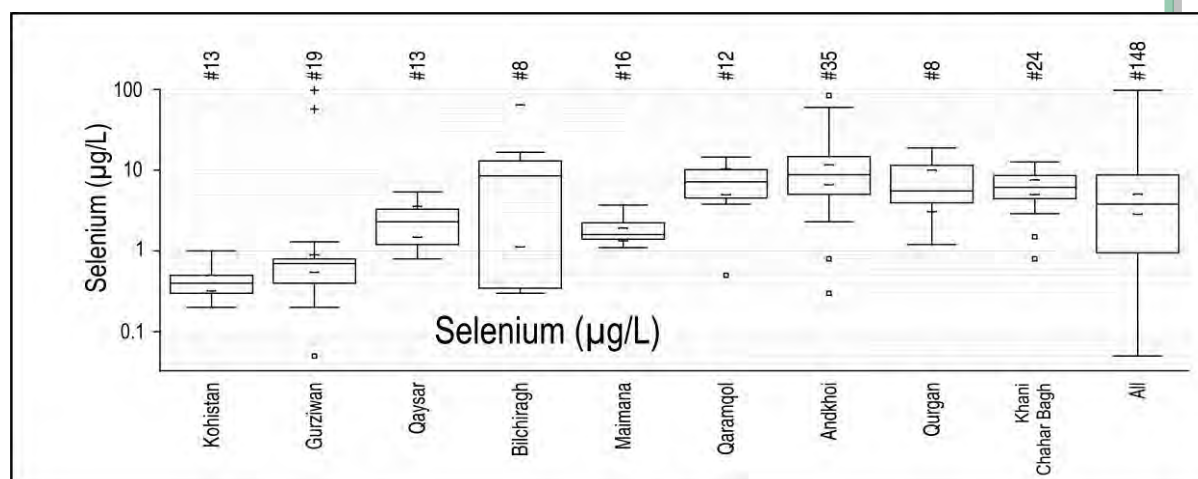 #13 #19 #13 #8 #16 #12 #35 #8 #24 #148
Selenium (µg/L)
100
10
1
0.1
Selenium (µg/L)
Kohistan
Gurziwan
Qaysar
Bilchiragh
Maimana
Qaramqol
Andkhoi
Qurgan
Khani
Chahar Bagh
All